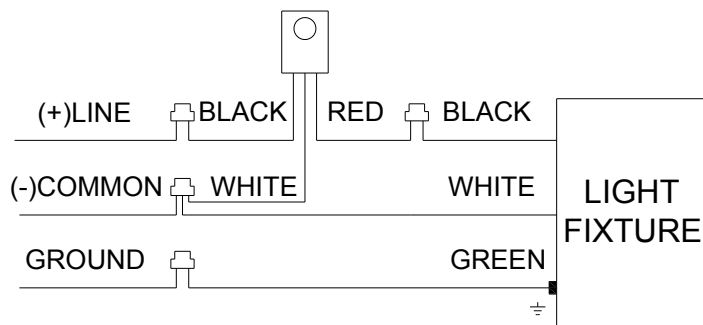 (+)LINE BLACK RED BLACK
(-)COMMON WHITE WHITE
LIGHT
FIXTURE
GROUND GREEN